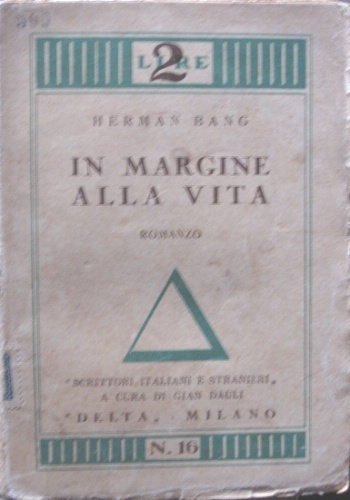 2
LIRE
HERMAN BANG
IN MARGINE
ALLA VITA
ROMANZO
"SCRITTORI ITALIANI E STRANIERI"
A CURA DI GIAN DAULI
"DELTA" - MILANO
N. 16